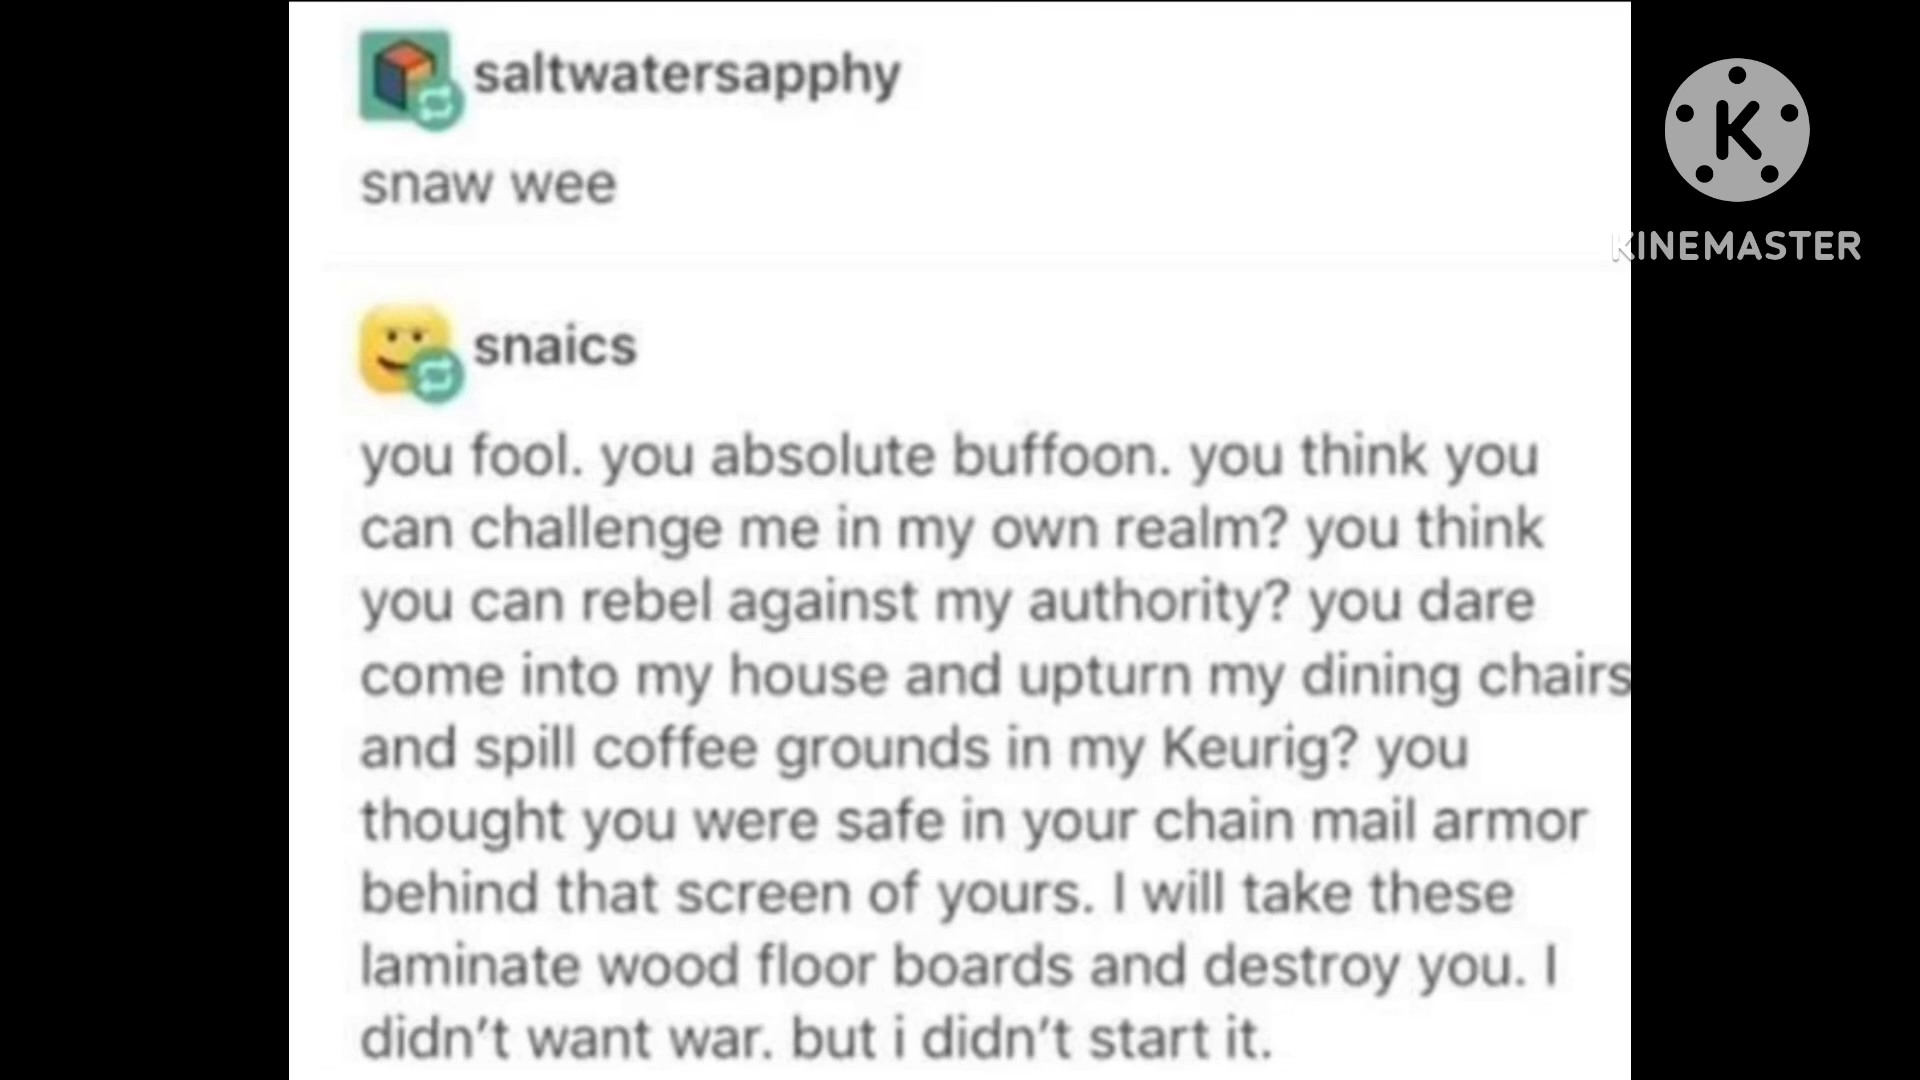 saltwatersapphy
snaw wee
K
KINEMASTER
snaics
you fool. you absolute buffoon. you think you
can challenge me in my own realm? you think
you can rebel against my authority? you dare
come into my house and upturn my dining chairs
and spill coffee grounds in my Keurig? you
thought you were safe in your chain mail armor
behind that screen of yours. I will take these
laminate wood floor boards and destroy you. I
didn't want war. but i didn't start it.